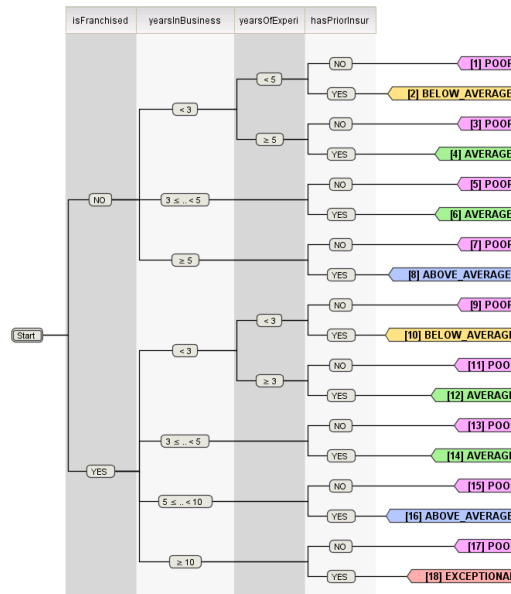 isFranchised yearsInBusiness yearsOfExperi hasPriorInsur
NO [1] POOR
< 5
YES [2] BELOW_AVERAGE
< 3
NO [3] POOR
≥ 5
YES [4] AVERAGE
NO [5] POOR
NO 3 ≤ .. < 5
YES [6] AVERAGE
NO [7] POOR
≥ 5
YES [8] ABOVE_AVERAGE
NO [9] POOR
< 3
YES [10] BELOW_AVERAGE
Start
< 3
NO [11] POO
≥ 3
YES [12] AVERAGE
NO [13] POO
3 ≤ .. < 5
YES [14] AVERAGE
YES
NO [15] POO
5 ≤ .. < 10
YES [16] ABOVE_AVERAGE
NO [17] POO
≥ 10
YES [18] EXCEPTIONAL